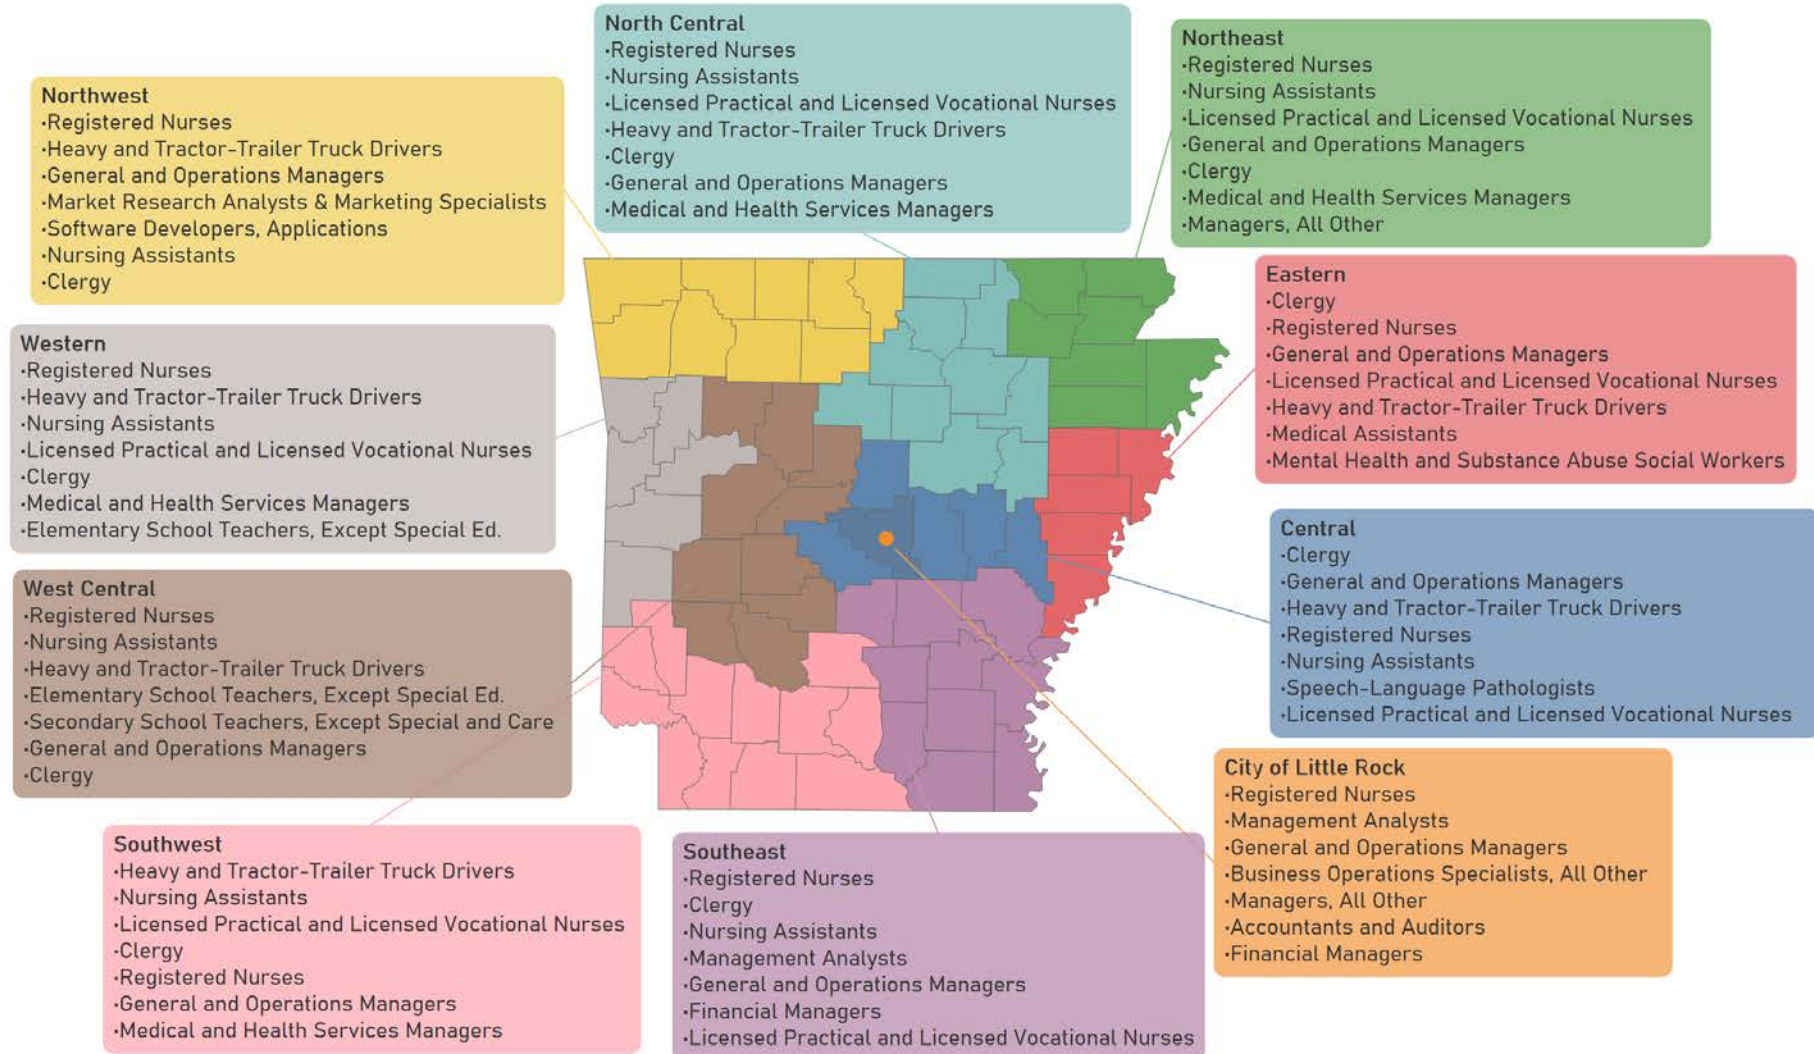 North Central
·Registered Nurses
·Nursing Assistants
·Licensed Practical and Licensed Vocational Nurses
·Heavy and Tractor-Trailer Truck Drivers
·Clergy
·General and Operations Managers
·Medical and Health Services Managers
Northeast
·Registered Nurses
·Nursing Assistants
·Licensed Practical and Licensed Vocational Nurses
·General and Operations Managers
·Clergy
·Medical and Health Services Managers
·Managers, All Other
Northwest
·Registered Nurses
·Heavy and Tractor-Trailer Truck Drivers
·General and Operations Managers
·Market Research Analysts & Marketing Specialists
·Software Developers, Applications
·Nursing Assistants
·Clergy
Eastern
·Clergy
·Registered Nurses
·General and Operations Managers
·Licensed Practical and Licensed Vocational Nurses
·Heavy and Tractor-Trailer Truck Drivers
·Medical Assistants
·Mental Health and Substance Abuse Social Workers
Western
·Registered Nurses
·Heavy and Tractor-Trailer Truck Drivers
·Nursing Assistants
·Licensed Practical and Licensed Vocational Nurses
·Clergy
·Medical and Health Services Managers
·Elementary School Teachers, Except Special Ed.
Central
·Clergy
·General and Operations Managers
·Heavy and Tractor-Trailer Truck Drivers
·Registered Nurses
·Nursing Assistants
·Speech-Language Pathologists
·Licensed Practical and Licensed Vocational Nurses
West Central
·Registered Nurses
·Nursing Assistants
·Heavy and Tractor-Trailer Truck Drivers
·Elementary School Teachers, Except Special Ed.
·Secondary School Teachers, Except Special and Care
·General and Operations Managers
·Clergy
City of Little Rock
·Registered Nurses
·Management Analysts
·General and Operations Managers
·Business Operations Specialists, All Other
·Managers, All Other
·Accountants and Auditors
·Financial Managers
Southwest
·Heavy and Tractor-Trailer Truck Drivers
·Nursing Assistants
·Licensed Practical and Licensed Vocational Nurses
·Clergy
·Registered Nurses
·General and Operations Managers
·Medical and Health Services Managers
Southeast
·Registered Nurses
·Clergy
·Nursing Assistants
·Management Analysts
·General and Operations Managers
·Financial Managers
·Licensed Practical and Licensed Vocational Nurses